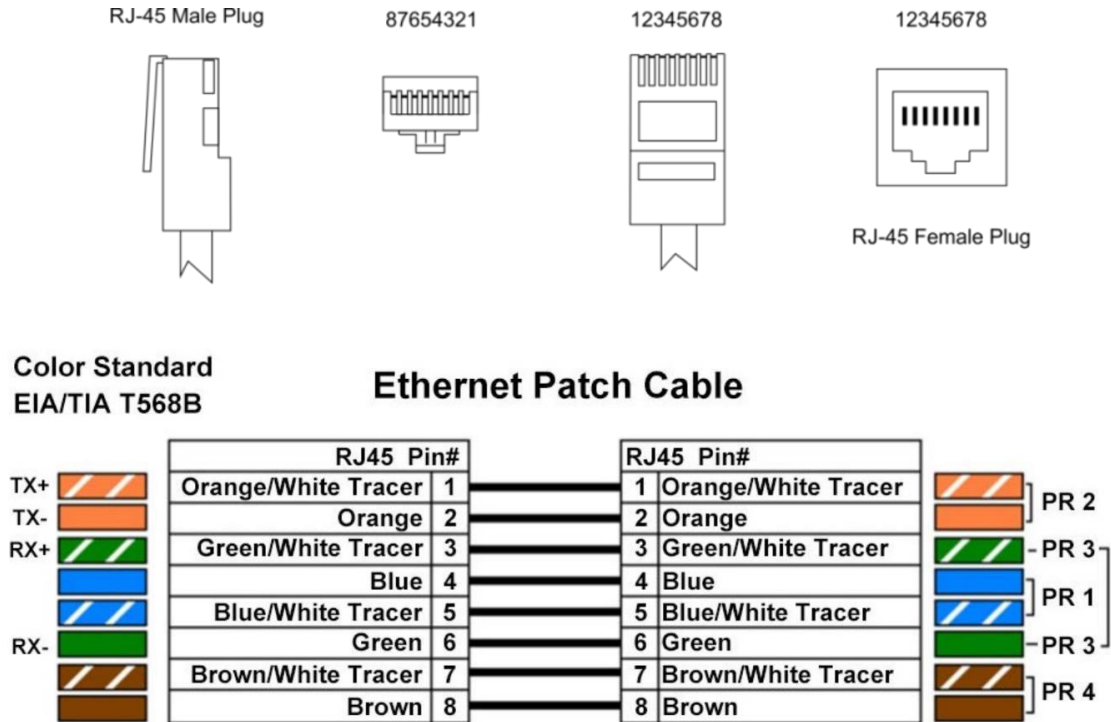 RJ-45 Male Plug
87654321
12345678
12345678
RJ-45 Female Plug
Color Standard
EIA/TIA T568B
Ethernet Patch Cable
RJ45 Pin# RJ45 Pin#
TX+ Orange/White Tracer 1 1 Orange/White Tracer
PR 2
TX- Orange 2 2 Orange
RX+ Green/White Tracer 3 3 Green/White Tracer PR 3
Blue 4 4 Blue
PR 1
Blue/White Tracer 5 5 Blue/White Tracer
RX- Green 6 6 Green PR 3
Brown/White Tracer 7 7 Brown/White Tracer
PR 4
Brown 8 8 Brown